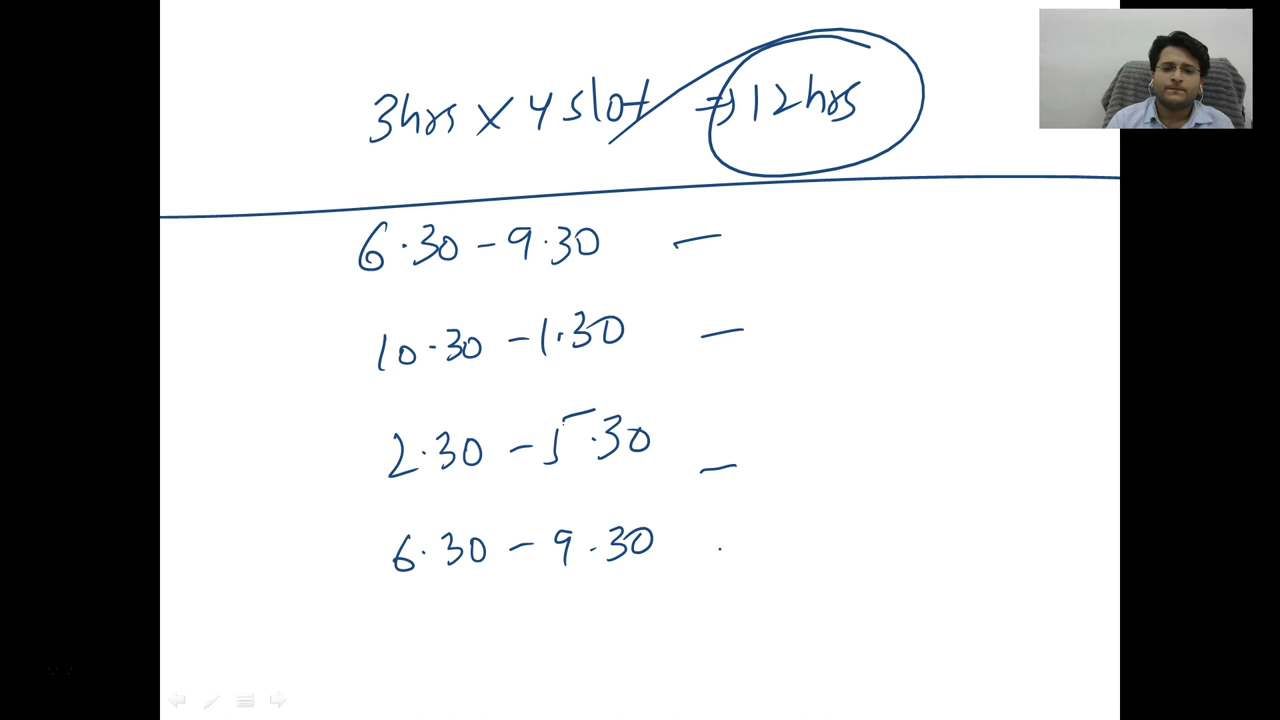 3hrs × 4 slot ⇒ 12hrs
6.30 - 9.30 —
10.30 - 1.30 —
2.30 - 5.30 —
6.30 - 9.30